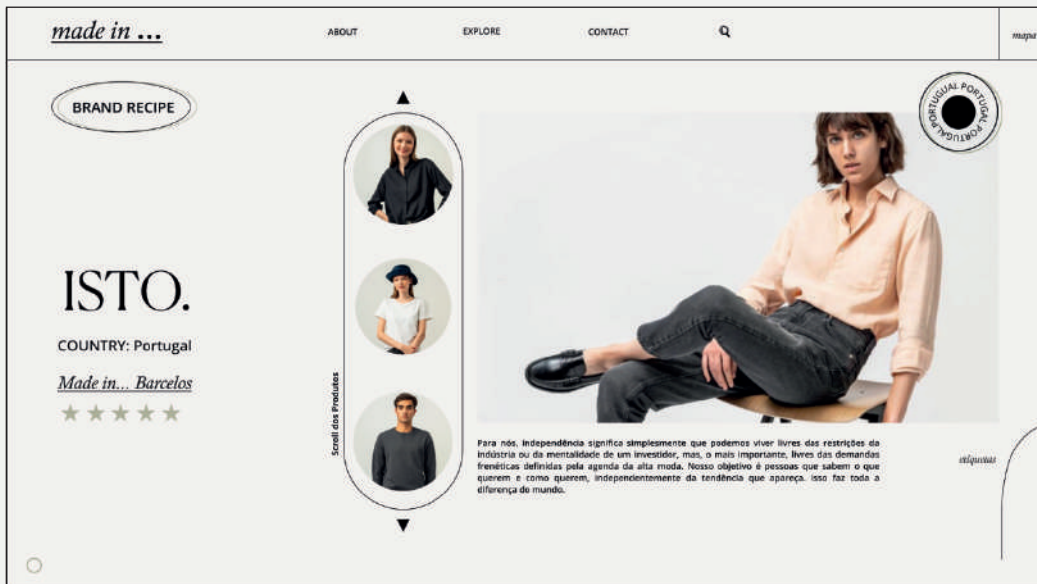 made in ...
ABOUT
EXPLORE
CONTACT
mapa
BRAND RECIPE
PORTUGUAL PORTUGAL PORTUGAL
ISTO.
COUNTRY: Portugal
Made in... Barcelos
Scroll dos Produtos
Para nós, independência significa simplesmente que podemos viver livres das restrições da
indústria ou da mentalidade de um investidor, mas, o mais importante, livres das demandas
frenéticas definidas pela agenda da alta moda. Nosso objetivo é pessoas que sabem o que
querem e como querem, independentemente da tendência que apareça. Isso faz toda a
diferença do mundo.
etiquetas